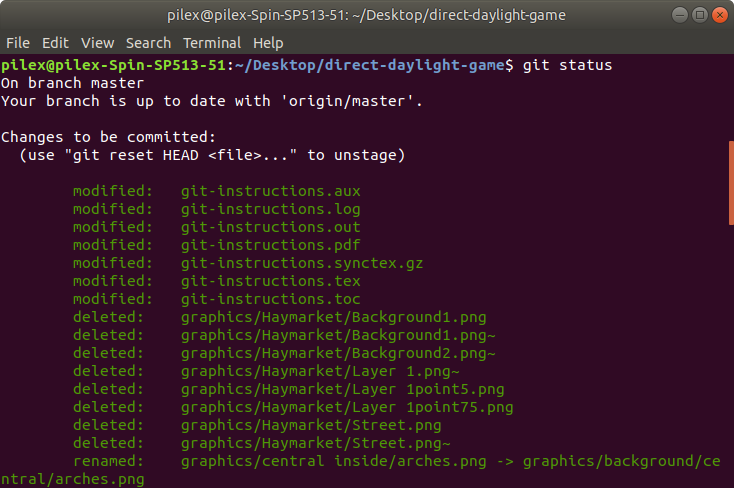 pilex@pilex-Spin-SP513-51: ~/Desktop/direct-daylight-game
File Edit View Search Terminal Help
pilex@pilex-Spin-SP513-51:~/Desktop/direct-daylight-game$ git status
On branch master
Your branch is up to date with 'origin/master'.
Changes to be committed:
  (use "git reset HEAD <file>..." to unstage)
        modified:   git-instructions.aux
        modified:   git-instructions.log
        modified:   git-instructions.out
        modified:   git-instructions.pdf
        modified:   git-instructions.synctex.gz
        modified:   git-instructions.tex
        modified:   git-instructions.toc
        deleted:    graphics/Haymarket/Background1.png
        deleted:    graphics/Haymarket/Background1.png~
        deleted:    graphics/Haymarket/Background2.png~
        deleted:    graphics/Haymarket/Layer 1.png~
        deleted:    graphics/Haymarket/Layer 1point5.png
        deleted:    graphics/Haymarket/Layer 1point75.png
        deleted:    graphics/Haymarket/Street.png
        deleted:    graphics/Haymarket/Street.png~
        renamed:    graphics/central inside/arches.png -> graphics/background/ce
ntral/arches.png